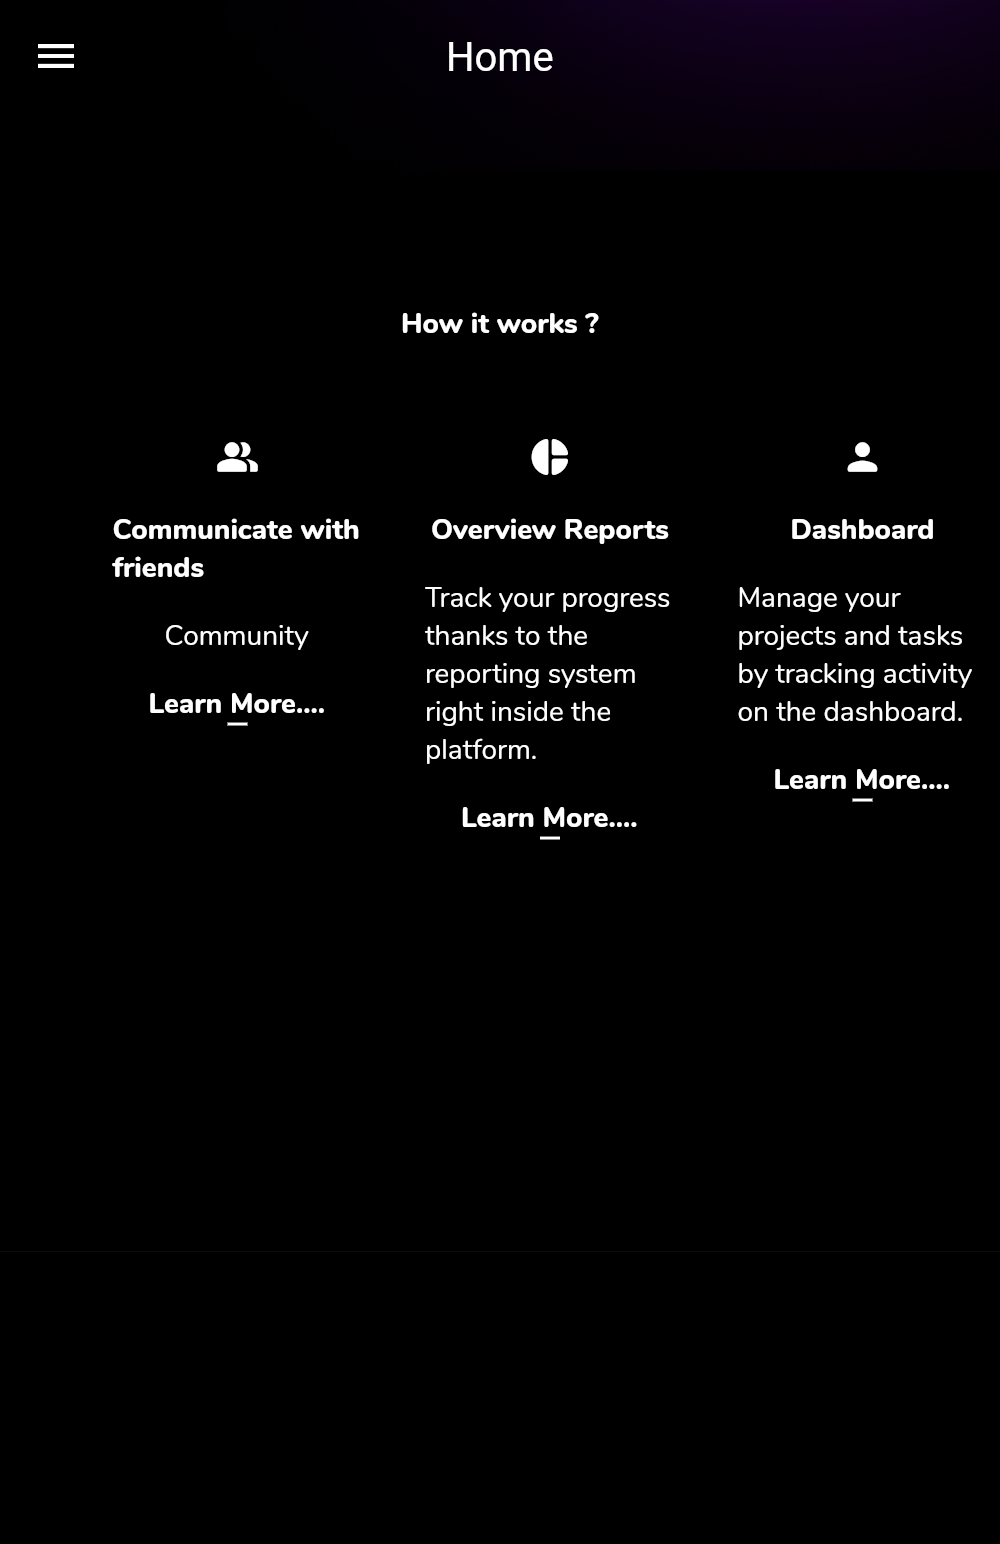 Home
How it works ?
Communicate with
friends
Community
Learn More....
Overview Reports
Track your progress
thanks to the
reporting system
right inside the
platform.
Learn More....
Dashboard
Manage your
projects and tasks
by tracking activity
on the dashboard.
Learn More....